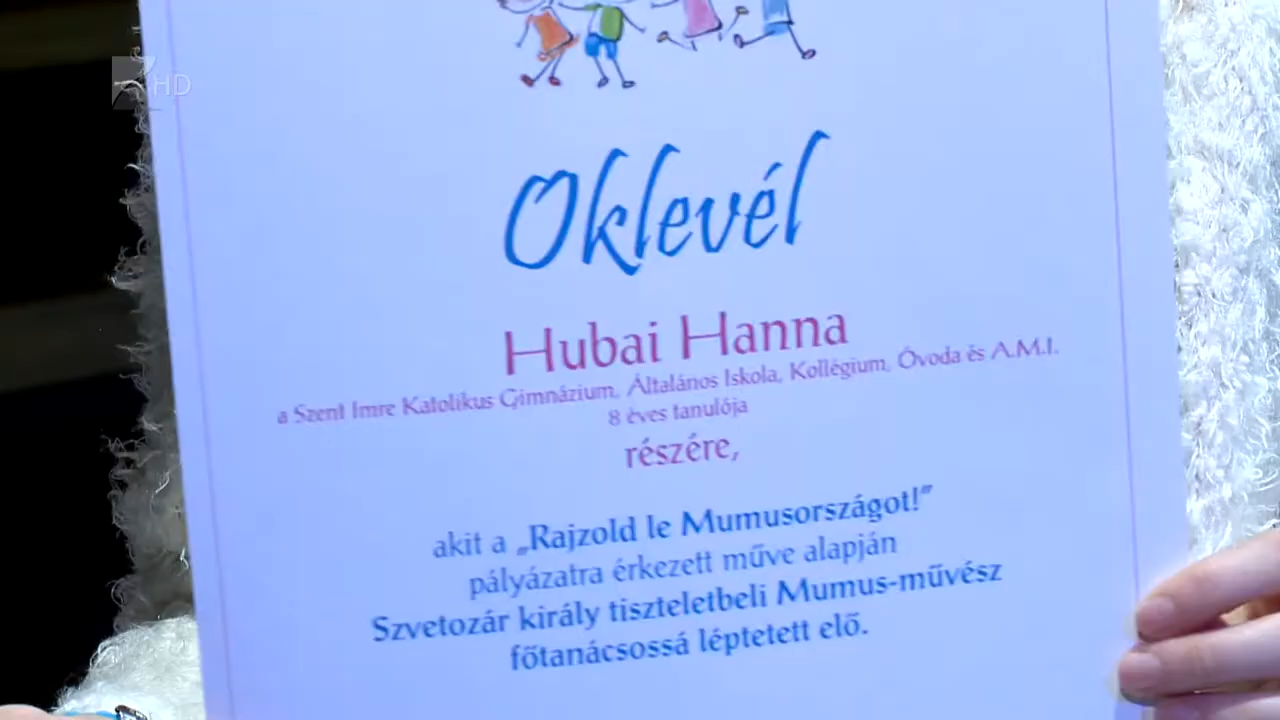 HD
Oklevél
Hubai Hanna
a Szent Imre Katolikus Gimnázium, Általános Iskola, Kollégium, Óvoda és A.M.I.
8 éves tanulója
részére,
akit a „Rajzold le Mumusországot!”
pályázatra érkezett műve alapján
Szvetozár király tiszteletbeli Mumus-művész
főtanácsossá léptetett elő.